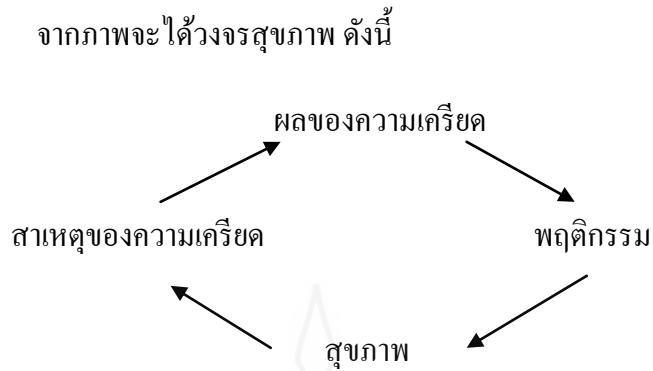 จากภาพจะได้วงจรสุขภาพ ดังนี้
ผลของความเครียด
สาเหตุของความเครียด พฤติกรรม
สุขภาพ